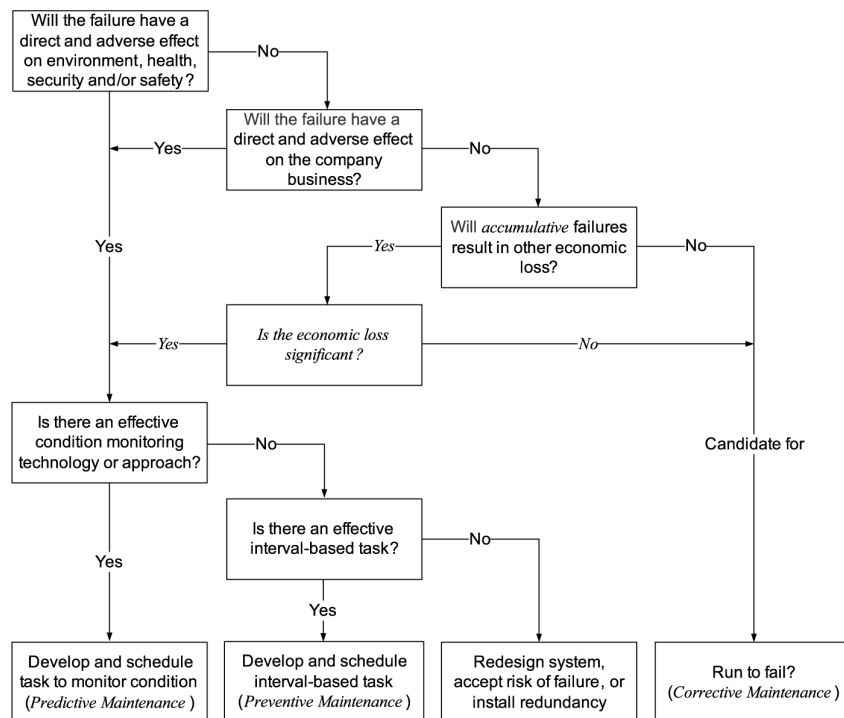 Will the failure have a
direct and adverse effect
on environment, health,
security and/or safety?
No
Will the failure have a
direct and adverse effect
on the company
business?
Yes
No
Will accumulative failures
result in other economic
loss?
Yes
Yes
No
Is the economic loss
significant?
Yes
No
Is there an effective
condition monitoring
technology or approach?
No
Candidate for
Is there an effective
interval-based task?
No
Yes
Yes
Develop and schedule
task to monitor condition
(Predictive Maintenance)
Develop and schedule
interval-based task
(Preventive Maintenance)
Redesign system,
accept risk of failure, or
install redundancy
Run to fail?
(Corrective Maintenance)